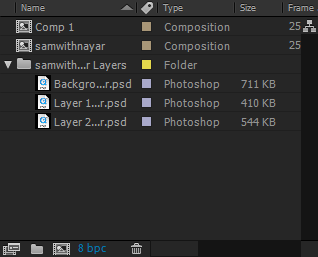 Name Type Size Frame
Comp 1 Composition 25
samwithnayar Composition 25
samwith...r Layers Folder
Backgro...r.psd Photoshop 711 KB
Layer 1...r.psd Photoshop 410 KB
Layer 2...r.psd Photoshop 544 KB
8 bpc